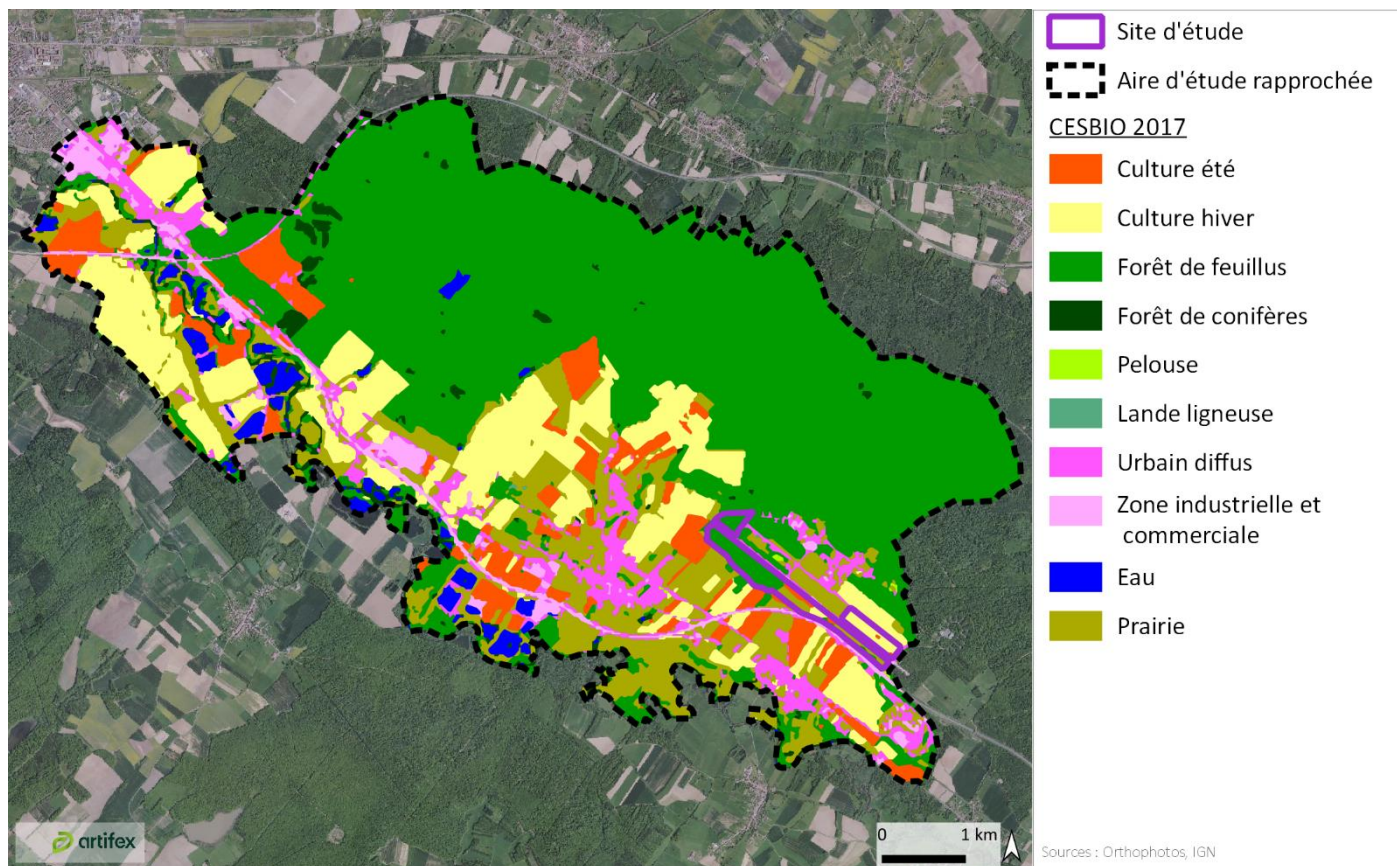 Site d'étude
Aire d'étude rapprochée
CESBIO 2017
Culture été
Culture hiver
Forêt de feuillus
Forêt de conifères
Pelouse
Lande ligneuse
Urbain diffus
Zone industrielle et
commerciale
Eau
Prairie
artifex
0 1 km
Sources : Orthophotos, IGN